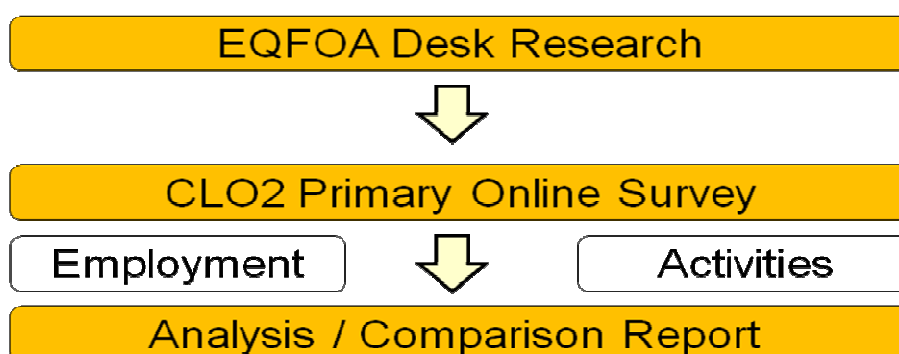 EQFOA Desk Research
CLO2 Primary Online Survey
Employment
Activities
Analysis / Comparison Report